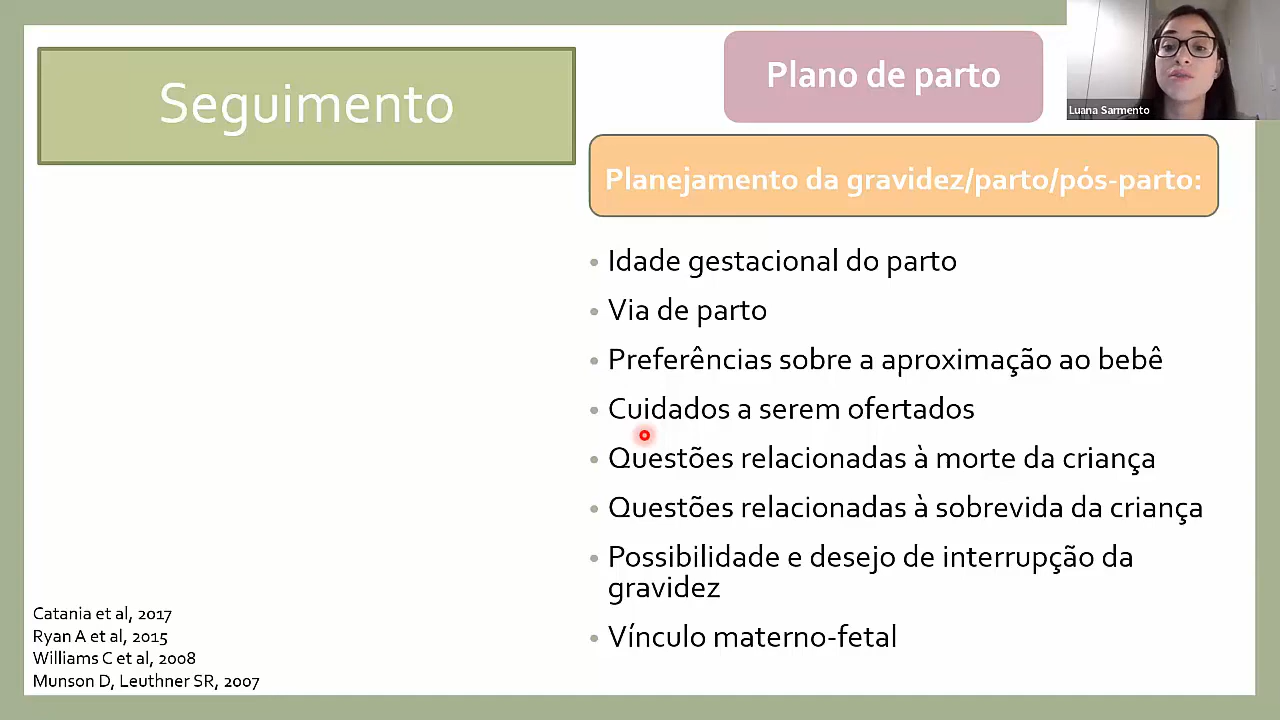 Seguimento
Plano de parto
Luana Sarmento
Planejamento da gravidez/parto/pós-parto:
• Idade gestacional do parto
• Via de parto
• Preferências sobre a aproximação ao bebê
• Cuidados a serem ofertados
• Questões relacionadas à morte da criança
• Questões relacionadas à sobrevida da criança
• Possibilidade e desejo de interrupção da
gravidez
• Vínculo materno-fetal
Catania et al, 2017
Ryan A et al, 2015
Williams C et al, 2008
Munson D, Leuthner SR, 2007